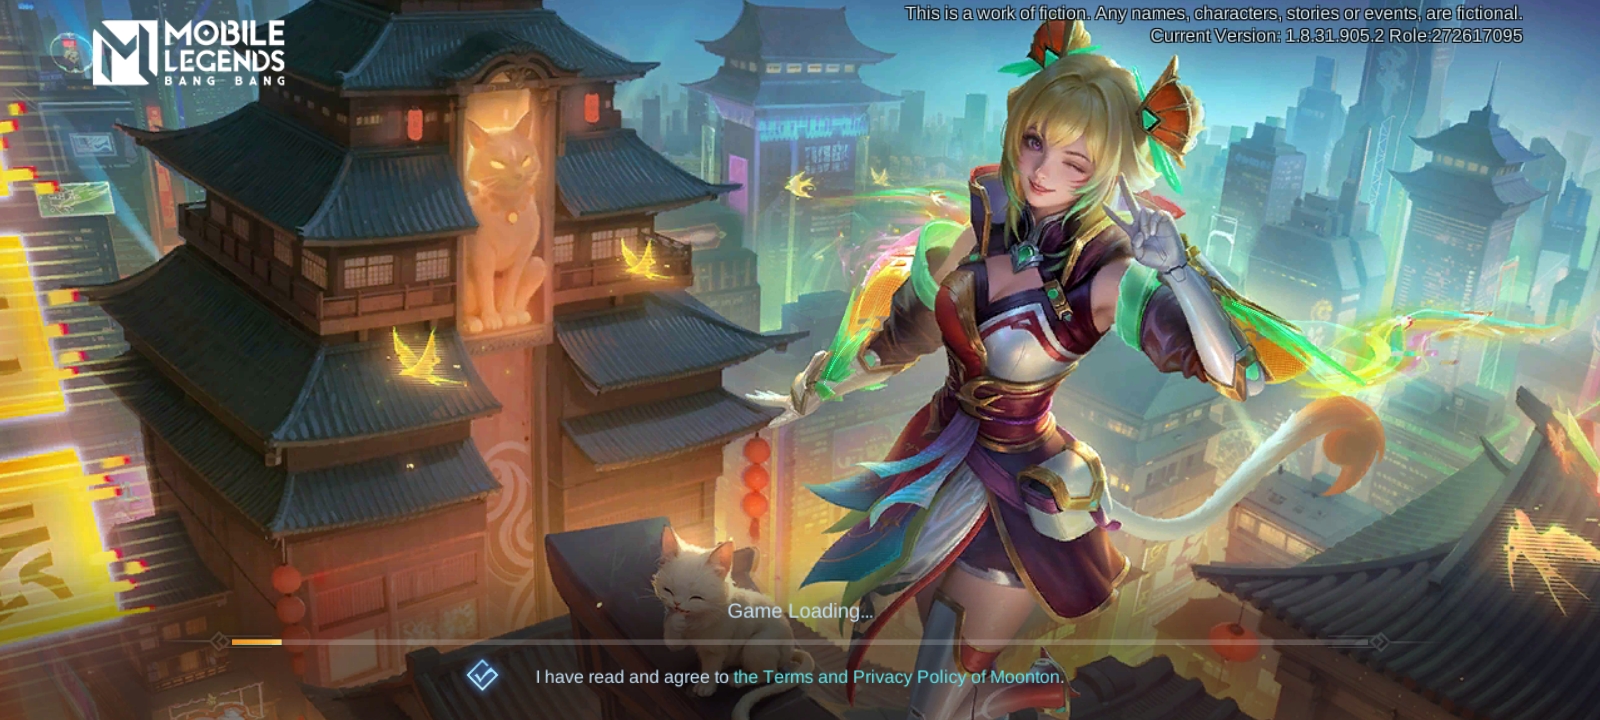 MOBILE
LEGENDS
BANG BANG
This is a work of fiction. Any names, characters, stories or events, are fictional.
Current Version: 1.8.31.905.2 Role:272617095
Game Loading...
I have read and agree to the Terms and Privacy Policy of Moonton.